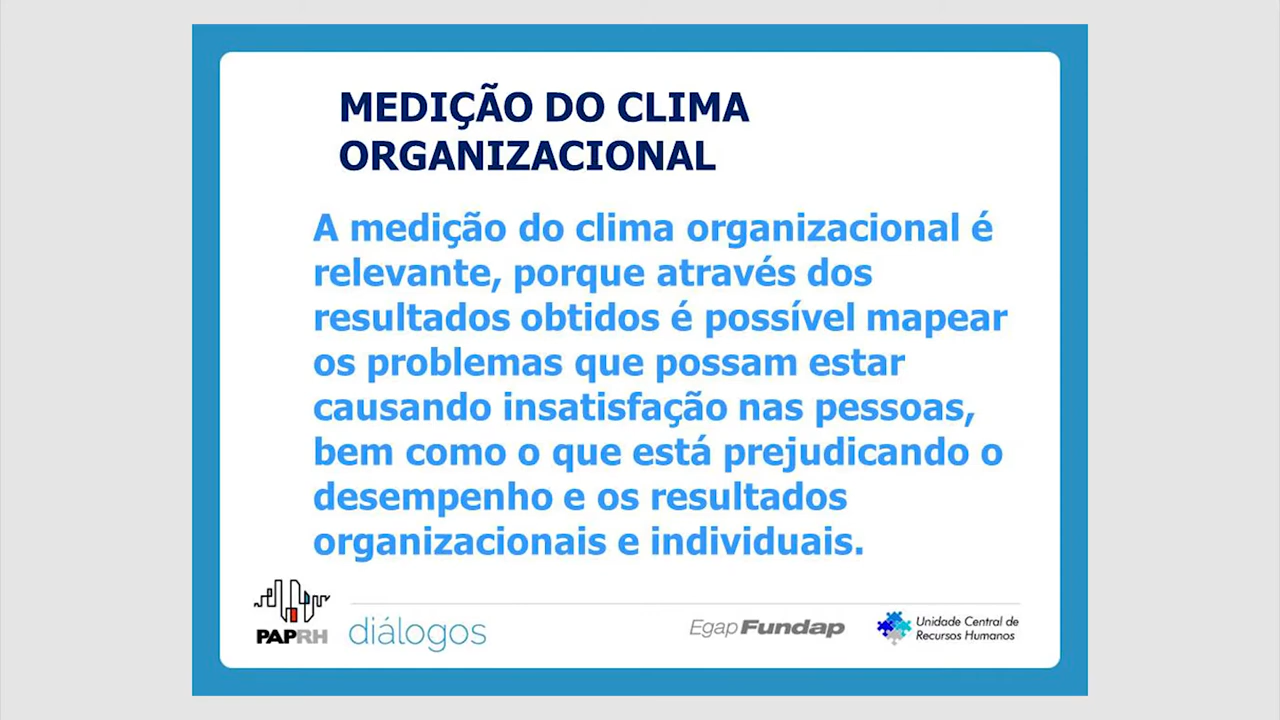 MEDIÇÃO DO CLIMA
ORGANIZACIONAL
A medição do clima organizacional é
relevante, porque através dos
resultados obtidos é possível mapear
os problemas que possam estar
causando insatisfação nas pessoas,
bem como o que está prejudicando o
desempenho e os resultados
organizacionais e individuais.
PAPRH
diálogos
Egap Fundap
Unidade Central de
Recursos Humanos